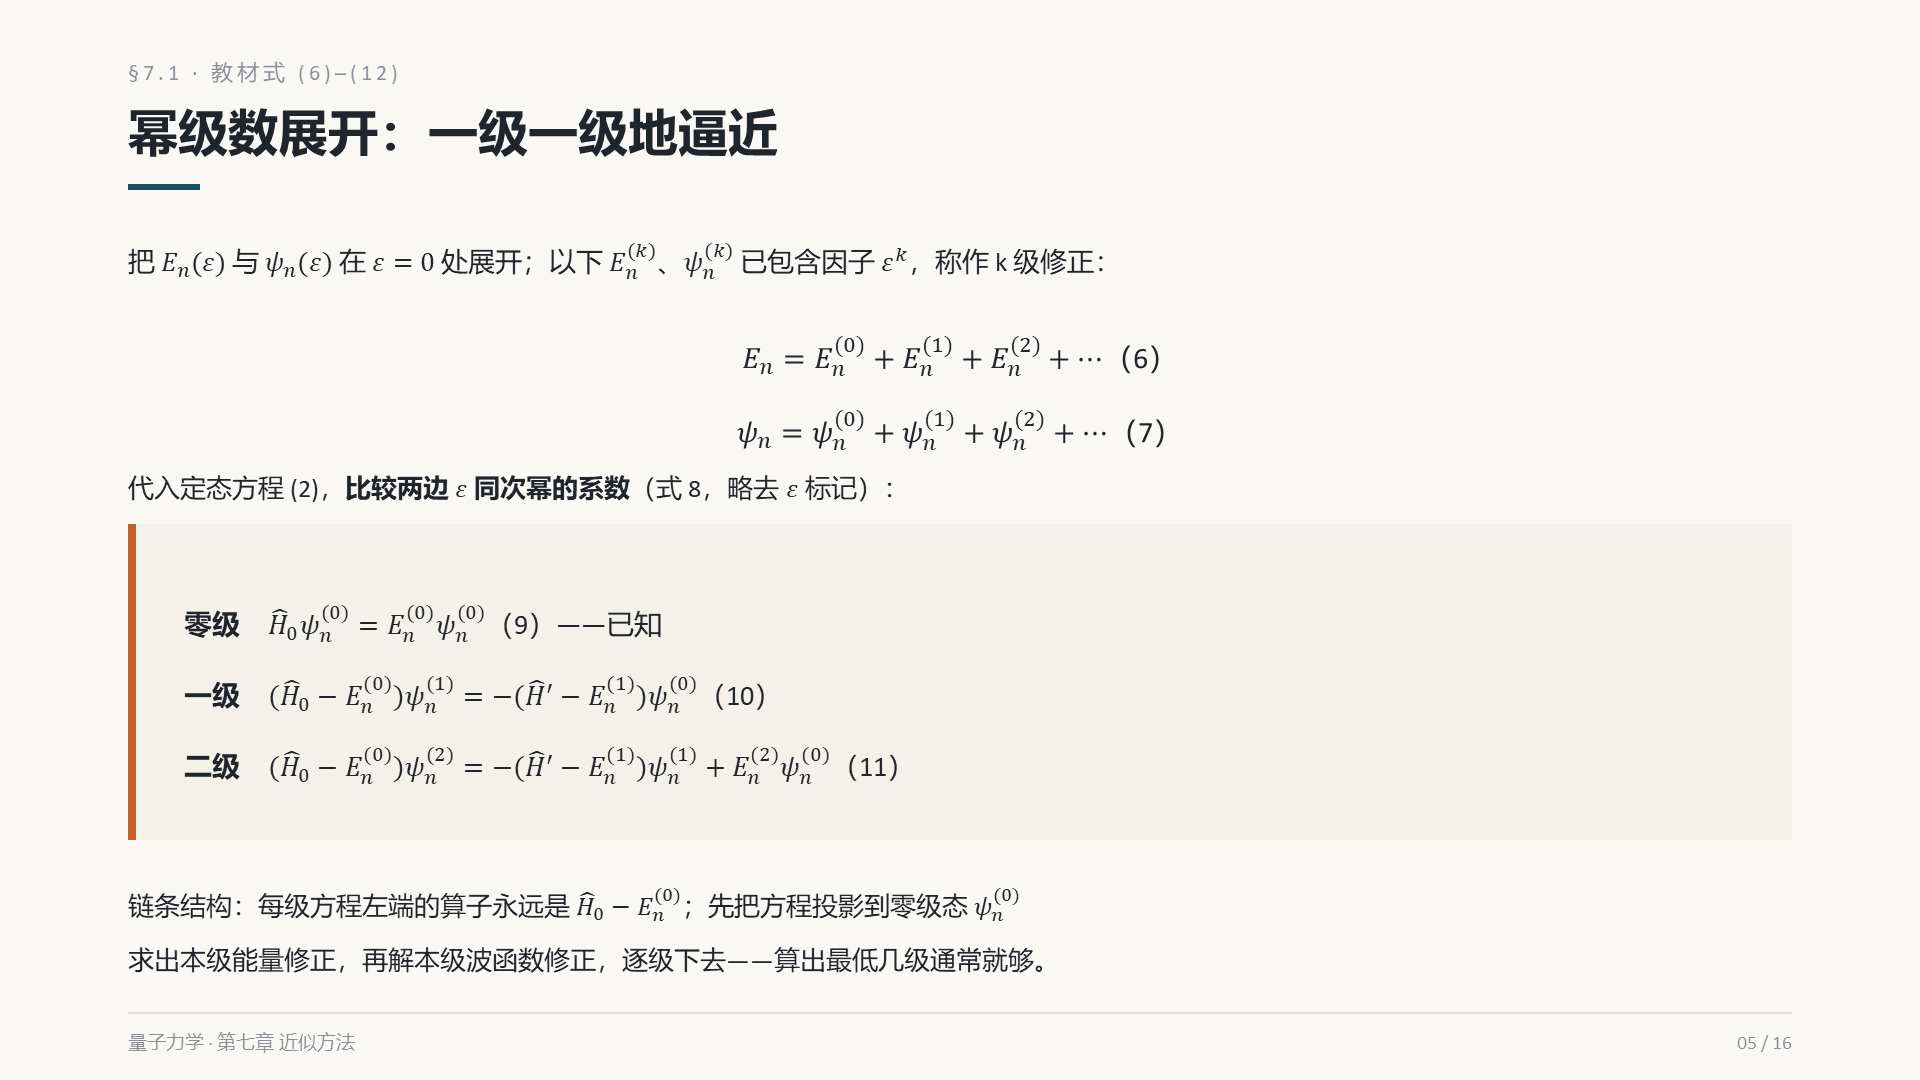 §7.1 · 教材式 (6)–(12)
幂级数展开：一级一级地逼近
把 Eₙ(ε) 与 ψₙ(ε) 在 ε = 0 处展开；以下 Eₙ⁽ᵏ⁾、ψₙ⁽ᵏ⁾ 已包含因子 εᵏ，称作 k 级修正：
Eₙ = Eₙ⁽⁰⁾ + Eₙ⁽¹⁾ + Eₙ⁽²⁾ + ⋯（6）
ψₙ = ψₙ⁽⁰⁾ + ψₙ⁽¹⁾ + ψₙ⁽²⁾ + ⋯（7）
代入定态方程 (2)，比较两边 ε 同次幂的系数（式 8，略去 ε 标记）：
零级 Ĥ₀ψₙ⁽⁰⁾ = Eₙ⁽⁰⁾ψₙ⁽⁰⁾（9）——已知
一级 (Ĥ₀ − Eₙ⁽⁰⁾)ψₙ⁽¹⁾ = −(Ĥ′ − Eₙ⁽¹⁾)ψₙ⁽⁰⁾（10）
二级 (Ĥ₀ − Eₙ⁽⁰⁾)ψₙ⁽²⁾ = −(Ĥ′ − Eₙ⁽¹⁾)ψₙ⁽¹⁾ + Eₙ⁽²⁾ψₙ⁽⁰⁾（11）
链条结构：每级方程左端的算子永远是 Ĥ₀ − Eₙ⁽⁰⁾；先把方程投影到零级态 ψₙ⁽⁰⁾
求出本级能量修正，再解本级波函数修正，逐级下去——算出最低几级通常就够。
量子力学 · 第七章 近似方法
05 / 16